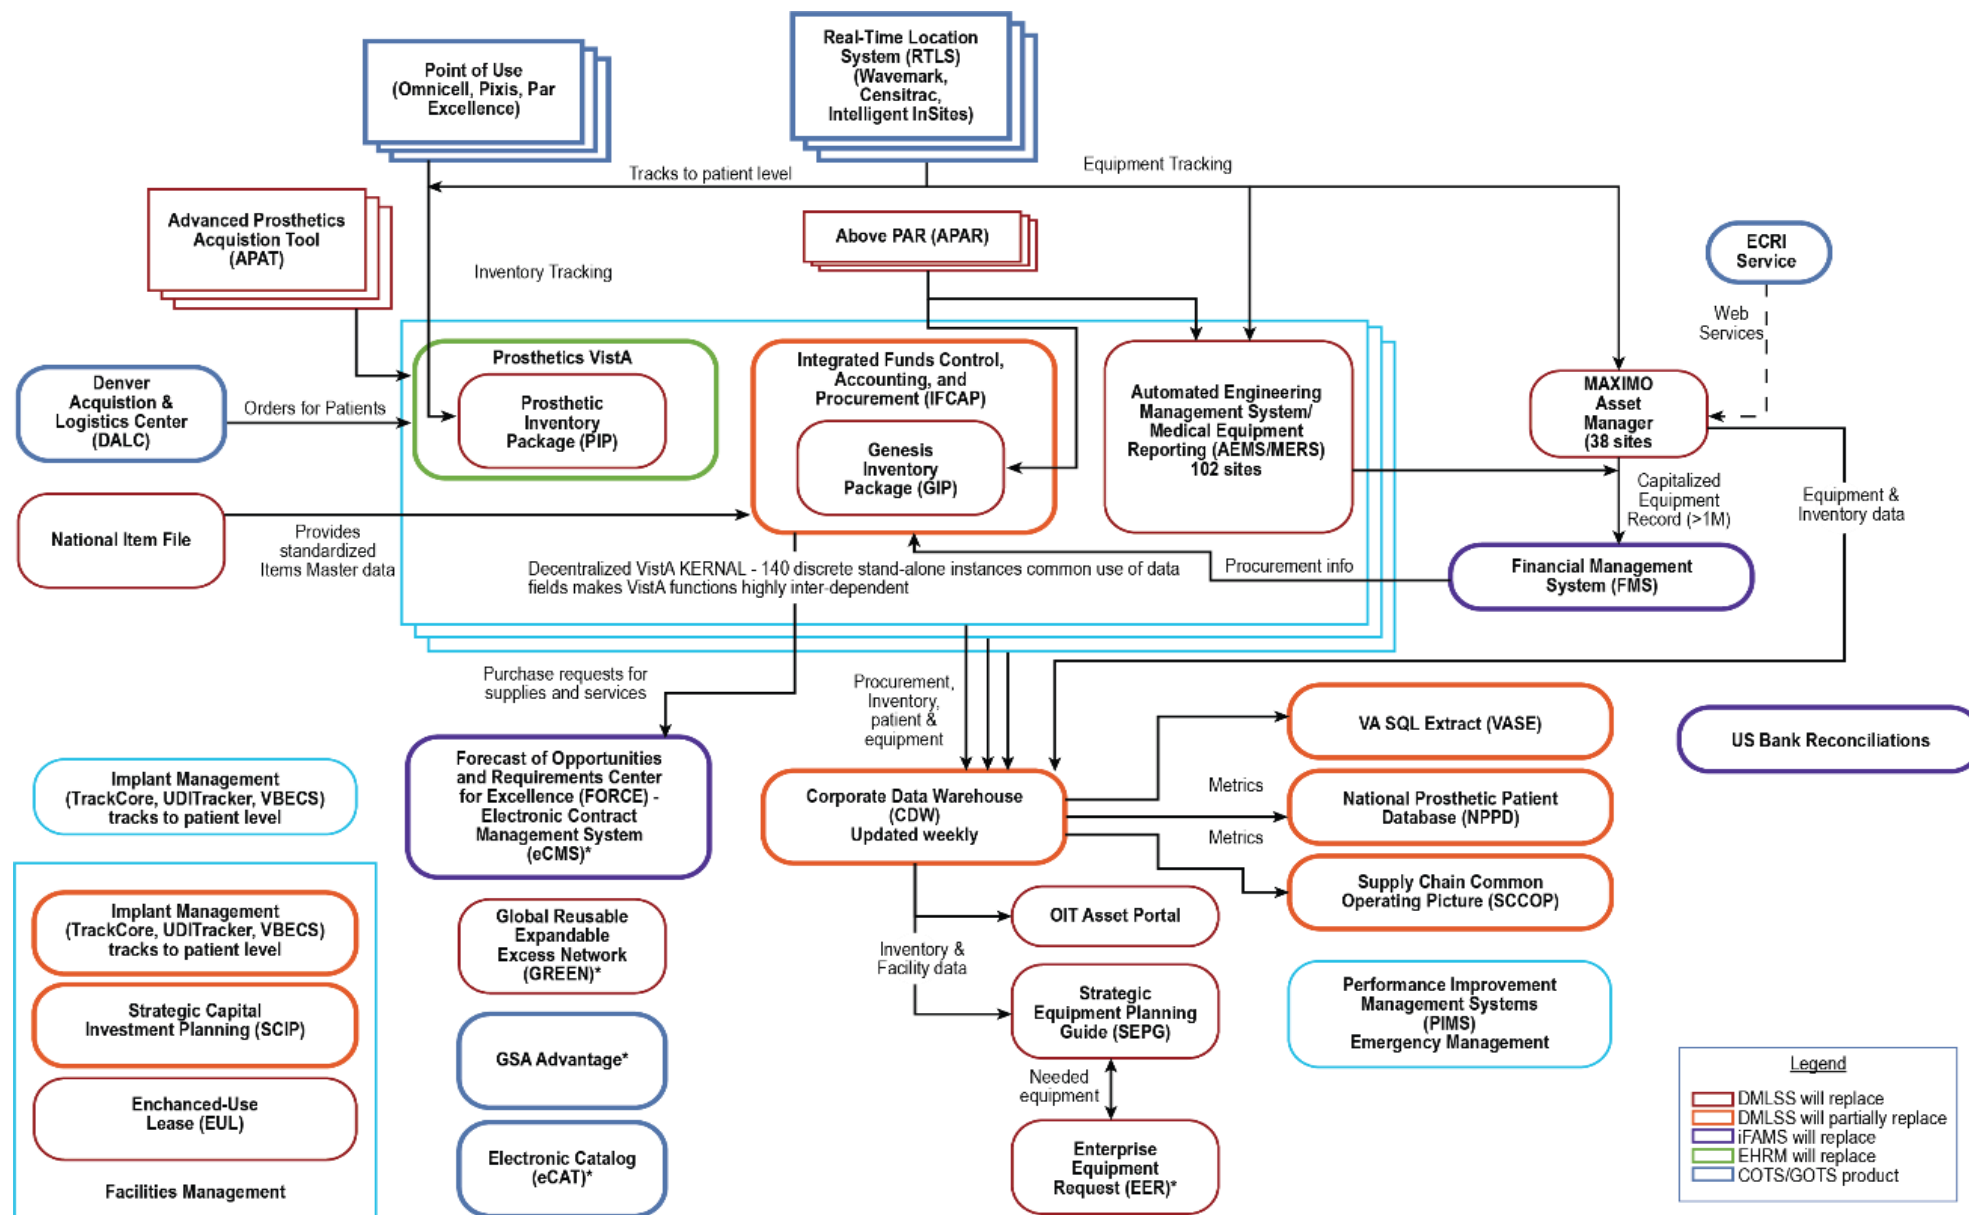 Real-Time Location
System (RTLS)
(Wavemark,
Censitrac,
Intelligent InSites)
Point of Use
(Omnicell, Pixis, Par
Excellence)
Tracks to patient level
Equipment Tracking
Advanced Prosthetics
Acquistion Tool
(APAT)
Above PAR (APAR)
ECRI
Service
Inventory Tracking
Web
Services
Prosthetics VistA
Prosthetic
Inventory
Package (PIP)
Integrated Funds Control,
Accounting, and
Procurement (IFCAP)
Genesis
Inventory
Package (GIP)
Automated Engineering
Management System/
Medical Equipment
Reporting (AEMS/MERS)
102 sites
MAXIMO
Asset
Manager
(38 sites
Denver
Acquistion &
Logistics Center
(DALC)
Orders for Patients
Capitalized
Equipment
Record (>1M)
Equipment &
Inventory data
National Item File
Provides
standardized
Items Master data
Decentralized VistA KERNAL - 140 discrete stand-alone instances common use of data
fields makes VistA functions highly inter-dependent
Procurement info
Financial Management
System (FMS)
Purchase requests for
supplies and services
Procurement,
Inventory,
patient &
equipment
VA SQL Extract (VASE)
US Bank Reconciliations
Implant Management
(TrackCore, UDITracker, VBECS)
tracks to patient level
Forecast of Opportunities
and Requirements Center
for Excellence (FORCE) -
Electronic Contract
Management System
(eCMS)*
Corporate Data Warehouse
(CDW)
Updated weekly
Metrics
National Prosthetic Patient
Database (NPPD)
Metrics
Supply Chain Common
Operating Picture (SCCOP)
Implant Management
(TrackCore, UDITracker, VBECS)
tracks to patient level
Strategic Capital
Investment Planning (SCIP)
Enchanced-Use
Lease (EUL)
Facilities Management
Global Reusable
Expandable
Excess Network
(GREEN)*
GSA Advantage*
Electronic Catalog
(eCAT)*
OIT Asset Portal
Inventory &
Facility data
Strategic
Equipment Planning
Guide (SEPG)
Needed
equipment
Enterprise
Equipment
Request (EER)*
Performance Improvement
Management Systems
(PIMS)
Emergency Management
Legend
DMLSS will replace
DMLSS will partially replace
iFAMS will replace
EHRM will replace
COTS/GOTS product